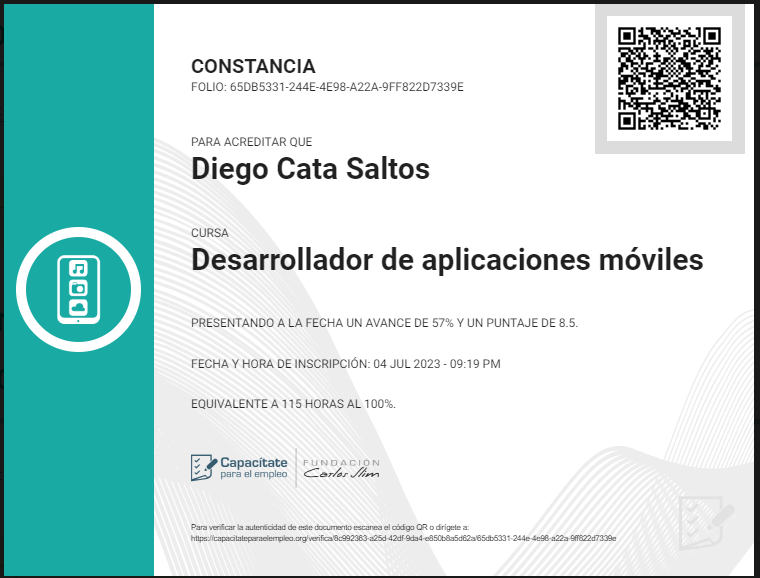 CONSTANCIA
FOLIO: 65DB5331-244E-4E98-A22A-9FF822D7339E
PARA ACREDITAR QUE
Diego Cata Saltos
CURSA
Desarrollador de aplicaciones móviles
PRESENTANDO A LA FECHA UN AVANCE DE 57% Y UN PUNTAJE DE 8.5.
FECHA Y HORA DE INSCRIPCIÓN: 04 JUL 2023 - 09:19 PM
EQUIVALENTE A 115 HORAS AL 100%.
Capacítate para el empleo
FUNDACIÓN Carlos Slim
Para verificar la autenticidad de este documento escanea el código QR o dirígete a:
https://capacitateparaelempleo.org/verifica/8c992363-a25d-42df-9da4-e850b8a5d62a/65db5331-244e-4e98-a22a-9ff822d7339e